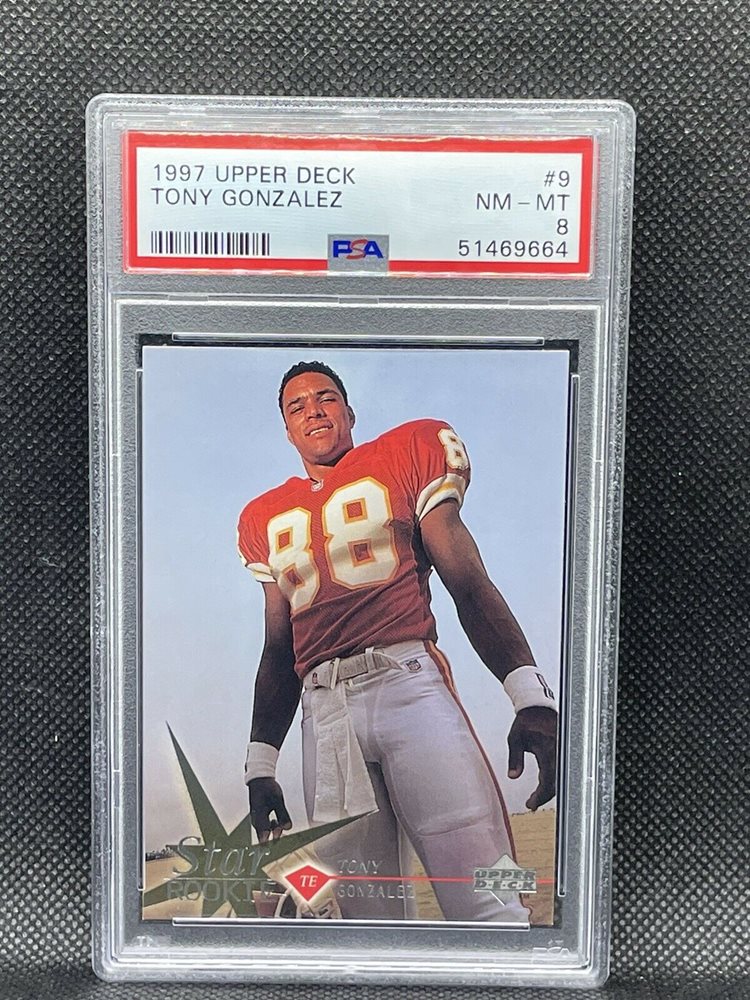 1997 UPPER DECK #9
TONY GONZALEZ NM - MT
8
PSA 51469664
88
88
Star
ROOKIE
TE
TONY
GONZALEZ
UPPER
DECK